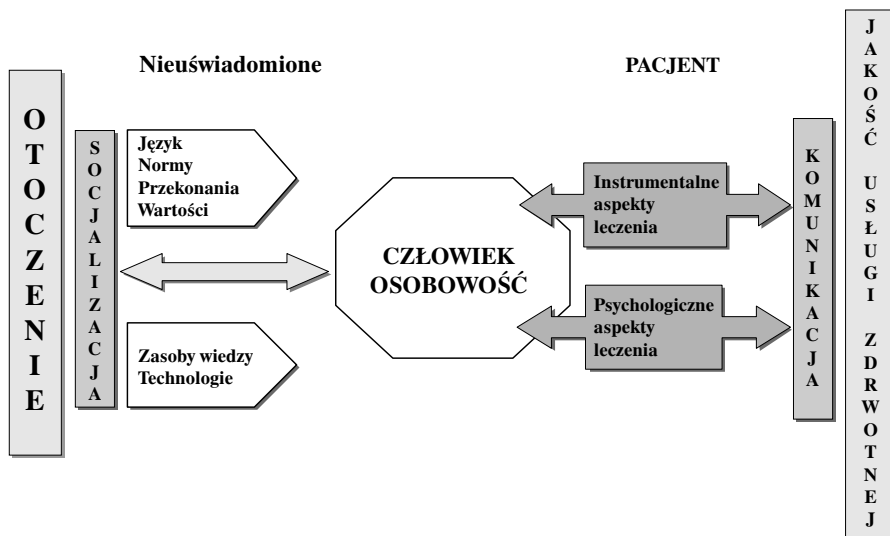 Nieuświadomione
PACJENT
OTOCZENIE
SOCJALIZACJA
Język
Normy
Przekonania
Wartości
Zasoby wiedzy
Technologie
CZŁOWIEK
OSOBOWOŚĆ
Instrumentalne
aspekty
leczenia
Psychologiczne
aspekty
leczenia
KOMUNIKACJA
JAKOŚĆ USŁUGI ZDRWOTNEJ